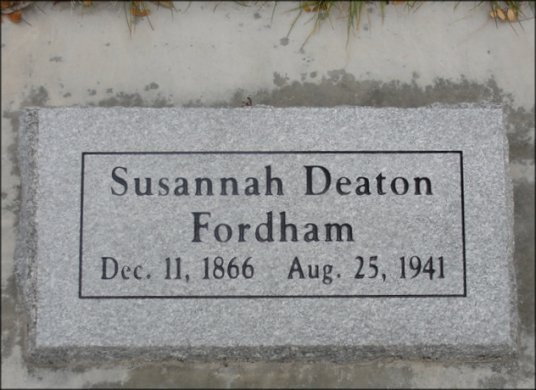 Susannah Deaton
Fordham
Dec. 11, 1866 Aug. 25, 1941